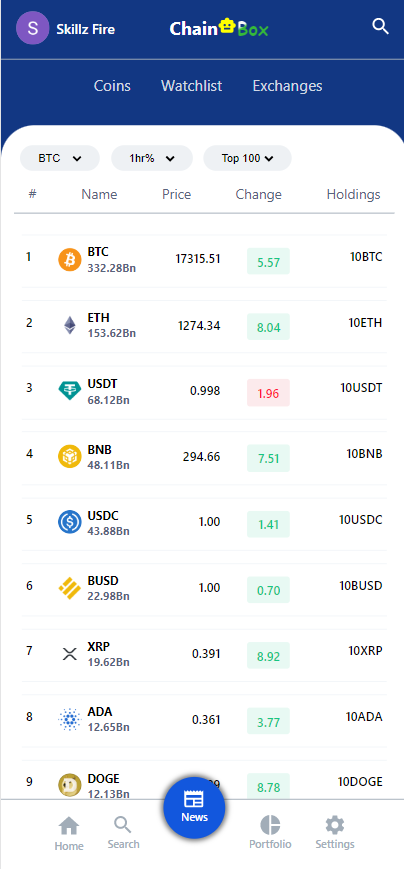 S Skillz Fire ChainBox
Coins Watchlist Exchanges
BTC 1hr% Top 100
# Name Price Change Holdings
1 BTC 17315.51 5.57 10BTC
332.28Bn
2 ETH 1274.34 8.04 10ETH
153.62Bn
3 USDT 0.998 1.96 10USDT
68.12Bn
4 BNB 294.66 7.51 10BNB
48.11Bn
5 USDC 1.00 1.41 10USDC
43.88Bn
6 BUSD 1.00 0.70 10BUSD
22.98Bn
7 XRP 0.391 8.92 10XRP
19.62Bn
8 ADA 0.361 3.77 10ADA
12.65Bn
9 DOGE 8.78 10DOGE
12.13Bn
News
Home Search Portfolio Settings